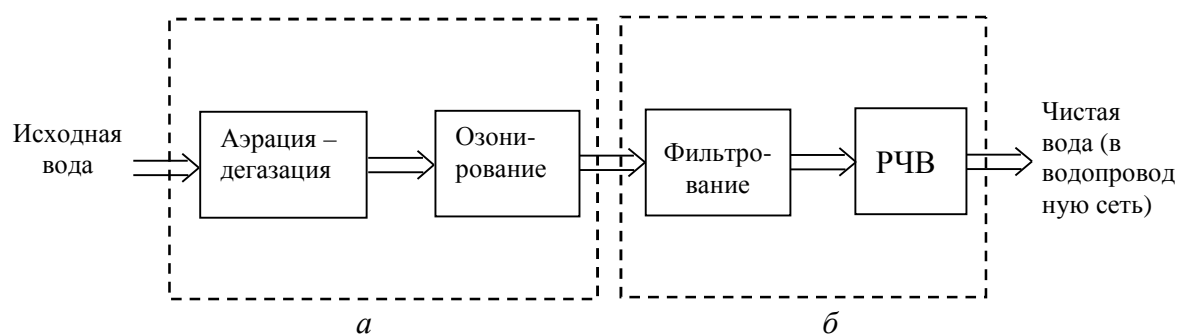 Исходная
вода
Аэрация –
дегазация
Озони-
рование
Фильтро-
вание
РЧВ
Чистая
вода (в
водопровод
ную сеть)
а
б